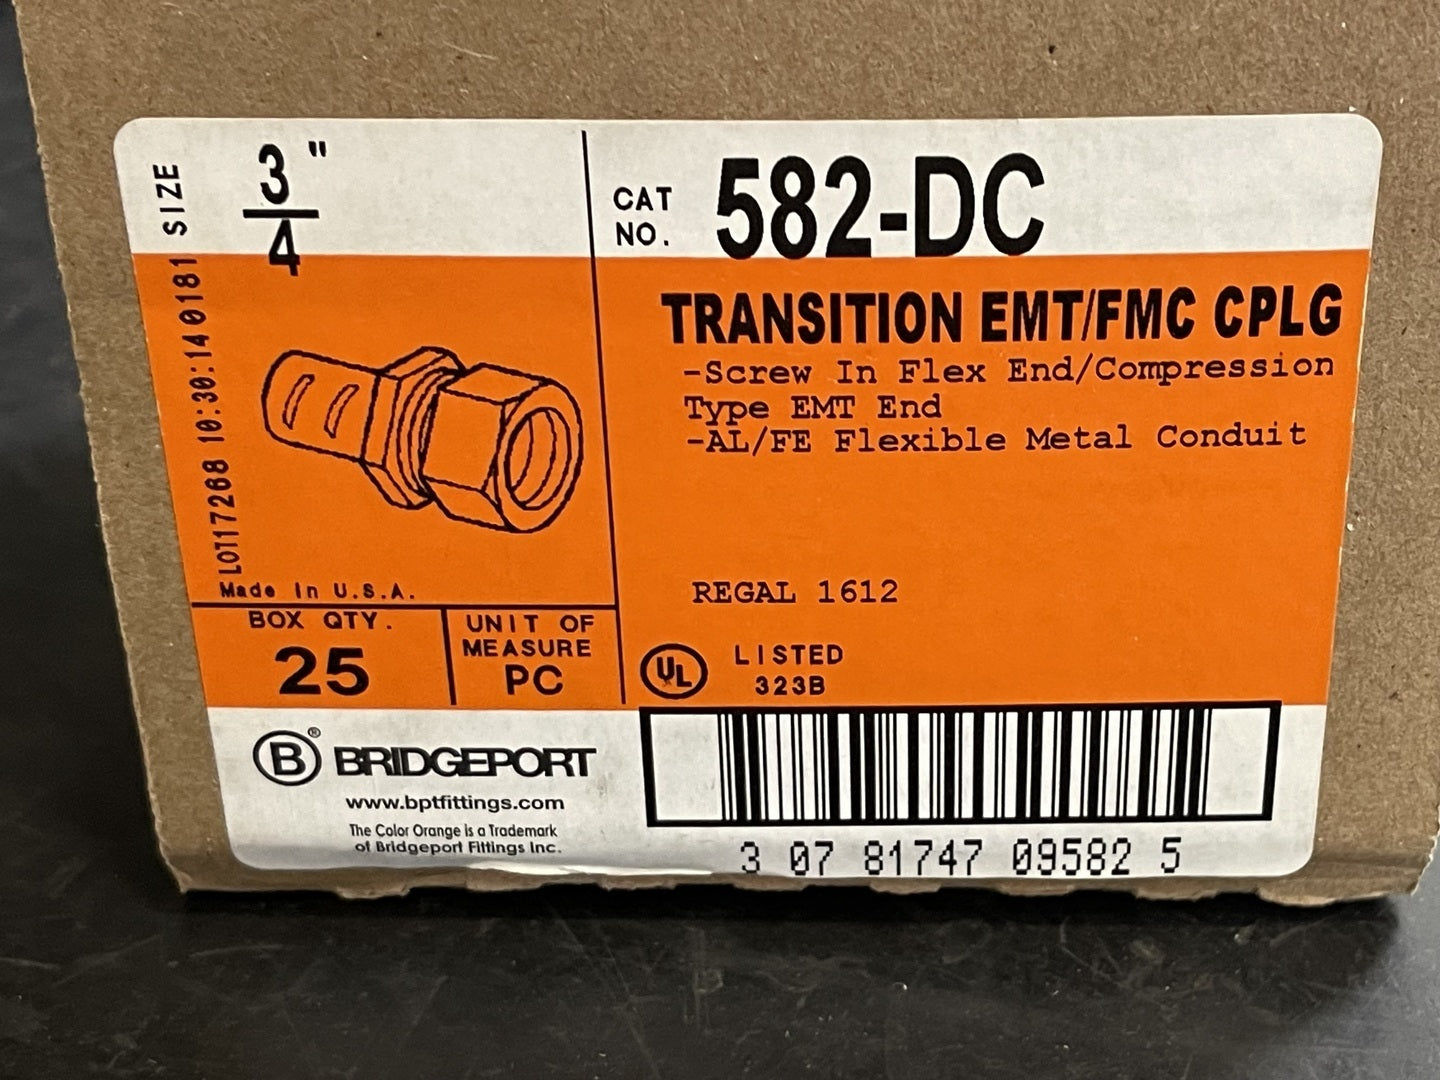 SIZE
3"
4
CAT
NO.
582-DC
LOT17268 10:30:14 0181
TRANSITION EMT/FMC CPLG
-Screw In Flex End/Compression
Type EMT End
-AL/FE Flexible Metal Conduit
REGAL 1612
Made In U.S.A.
BOX QTY.
25
UNIT OF
MEASURE
PC
UL
LISTED
323B
B® BRIDGEPORT
www.bptfittings.com
The Color Orange is a Trademark
of Bridgeport Fittings Inc.
3 07 81747 09582 5